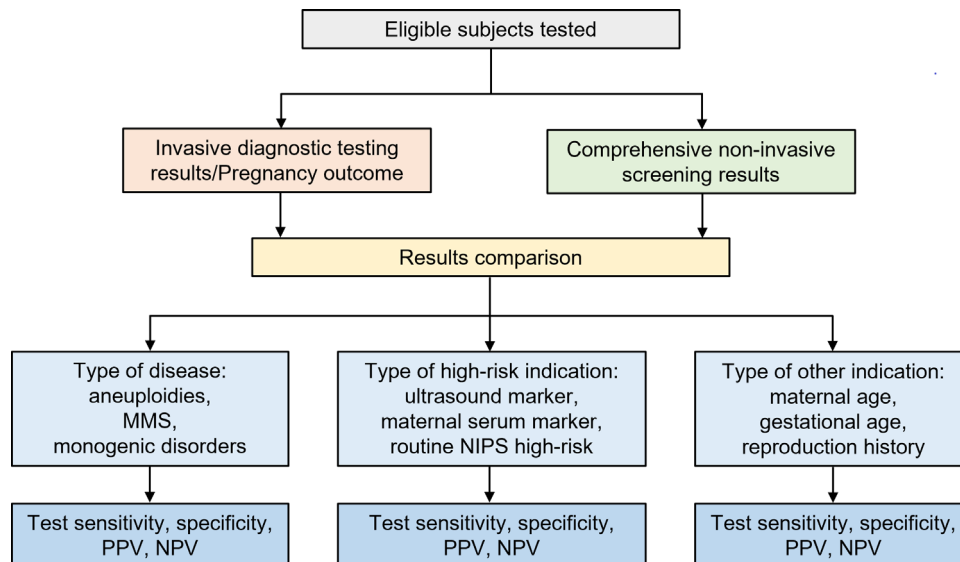 Eligible subjects tested
Invasive diagnostic testing
results/Pregnancy outcome
Comprehensive non-invasive
screening results
Results comparison
Type of disease:
aneuploidies,
MMS,
monogenic disorders
Type of high-risk indication:
ultrasound marker,
maternal serum marker,
routine NIPS high-risk
Type of other indication:
maternal age,
gestational age,
reproduction history
Test sensitivity, specificity,
PPV, NPV
Test sensitivity, specificity,
PPV, NPV
Test sensitivity, specificity,
PPV, NPV